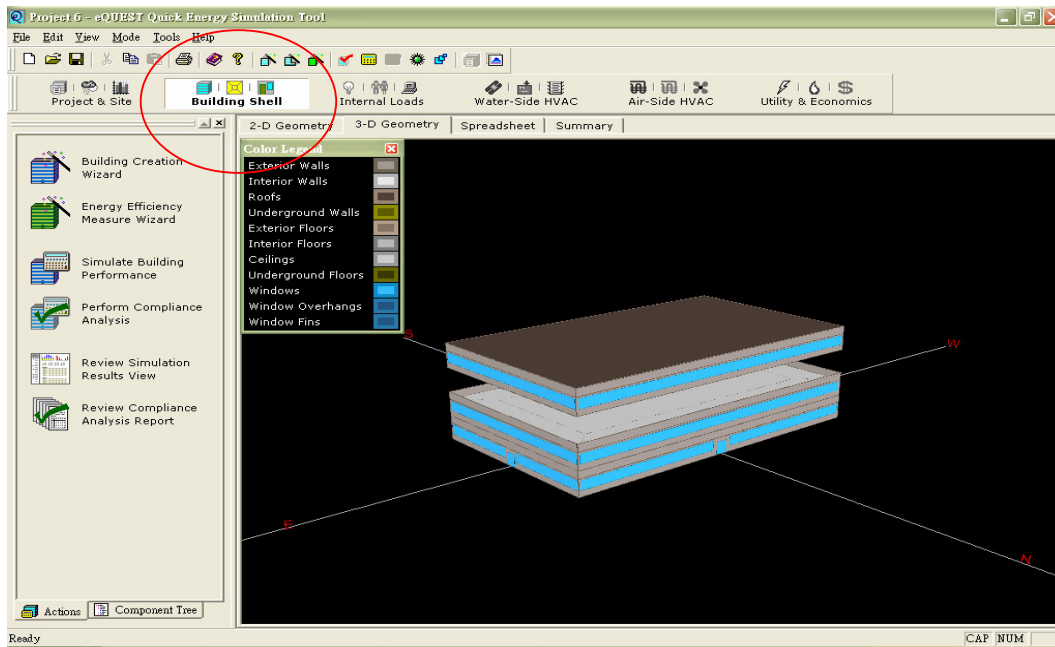 Project 6 - eQUEST Quick Energy Simulation Tool
File Edit View Mode Tools Help
Project & Site Building Shell Internal Loads Water-Side HVAC Air-Side HVAC Utility & Economics
2-D Geometry 3-D Geometry Spreadsheet Summary
Building Creation
Wizard
Energy Efficiency
Measure Wizard
Simulate Building
Performance
Perform Compliance
Analysis
Review Simulation
Results View
Review Compliance
Analysis Report
Actions Component Tree
Color Legend
Exterior Walls
Interior Walls
Roofs
Underground Walls
Exterior Floors
Interior Floors
Ceilings
Underground Floors
Windows
Window Overhangs
Window Fins
S
W
E
N
Ready CAP NUM